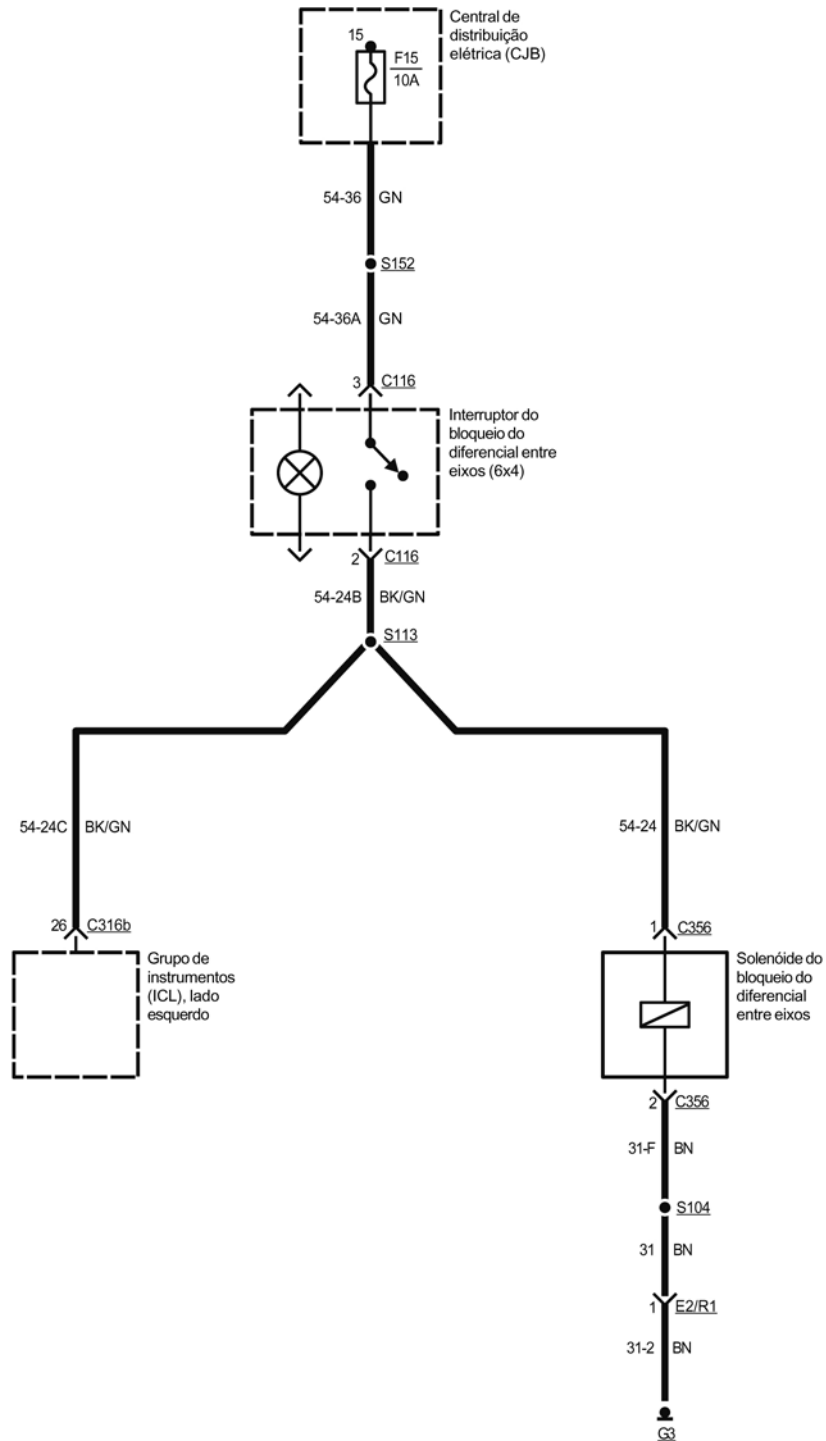 Central de
distribuição
elétrica (CJB)
15
F15
10A
54-36 GN
S152
54-36A GN
3 C116
Interruptor do
bloqueio do
diferencial entre
eixos (6x4)
2 C116
54-24B BK/GN
S113
54-24C BK/GN
54-24 BK/GN
26 C316b
1 C356
Grupo de
instrumentos
(ICL), lado
esquerdo
Solenóide do
bloqueio do
diferencial
entre eixos
2 C356
31-F BN
S104
31 BN
1 E2/R1
31-2 BN
G3